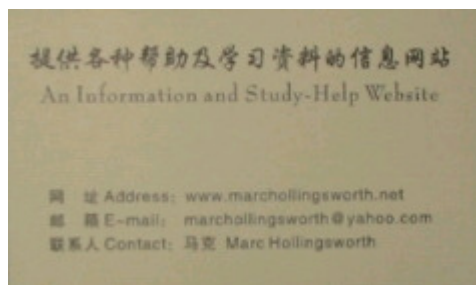 提供各种帮助及学习资料的信息网站
An Information and Study-Help Website
网 址 Address: www.marchollingsworth.net
邮 箱 E-mail: marchollingsworth@yahoo.com
联系人 Contact: 马克 Marc Hollingsworth